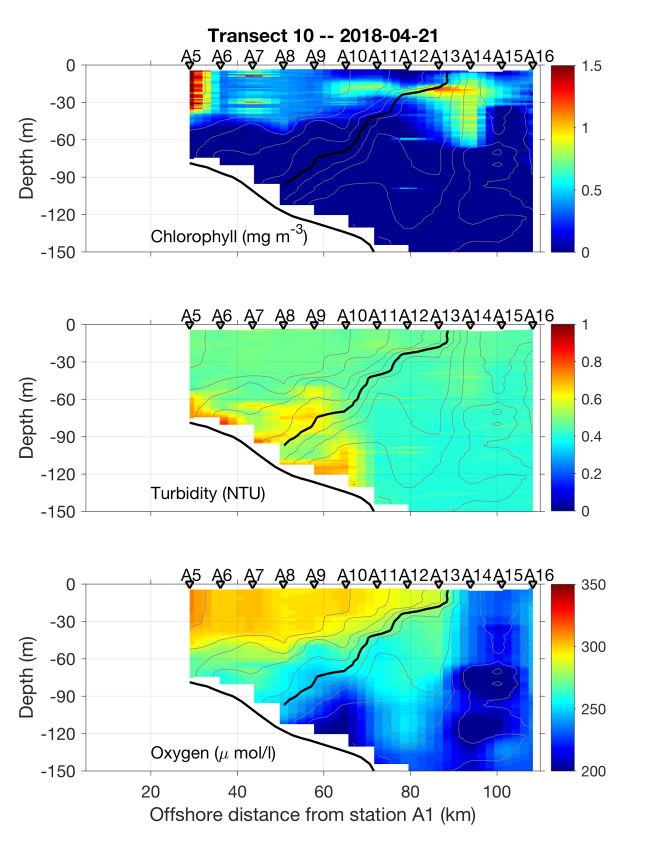 Transect 10 -- 2018-04-21
A5 A6 A7 A8 A9 A10 A11 A12 A13 A14 A15 A16
0
-30
-60
-90
-120
-150
Depth (m)
Chlorophyll (mg m-3)
1.5
1
0.5
0
A5 A6 A7 A8 A9 A10 A11 A12 A13 A14 A15 A16
0
-30
-60
-90
-120
-150
Depth (m)
Turbidity (NTU)
1
0.8
0.6
0.4
0.2
0
A5 A6 A7 A8 A9 A10 A11 A12 A13 A14 A15 A16
0
-30
-60
-90
-120
-150
Depth (m)
Oxygen (μ mol/l)
350
300
250
200
20 40 60 80 100
Offshore distance from station A1 (km)